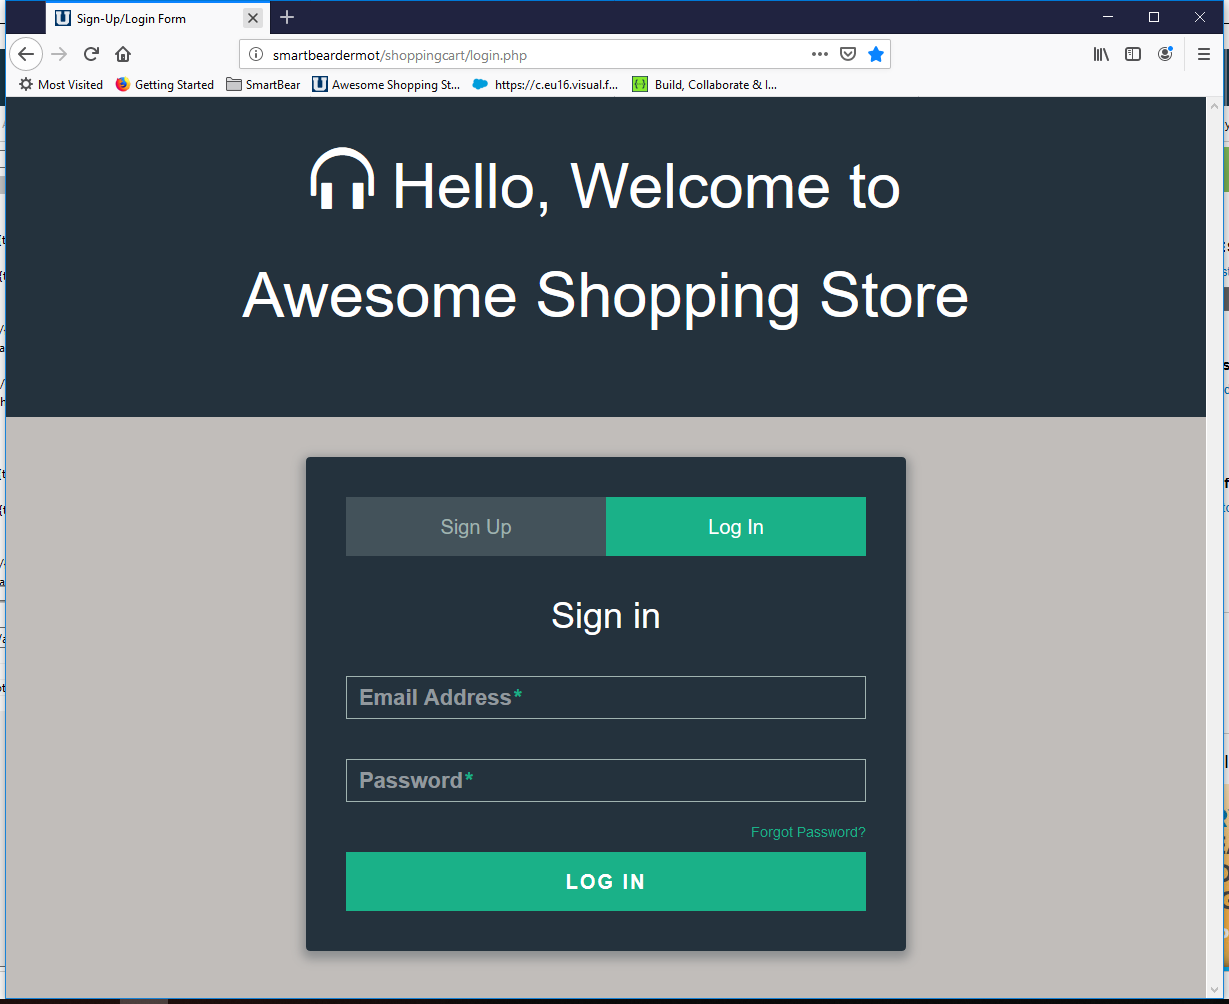 Sign-Up/Login Form
smartbeardermot/shoppingcart/login.php
Most Visited Getting Started SmartBear Awesome Shopping St... https://c.eu16.visual.f... Build, Collaborate & I...
Hello, Welcome to
Awesome Shopping Store
Sign Up Log In
Sign in
Email Address*
Password*
Forgot Password?
LOG IN